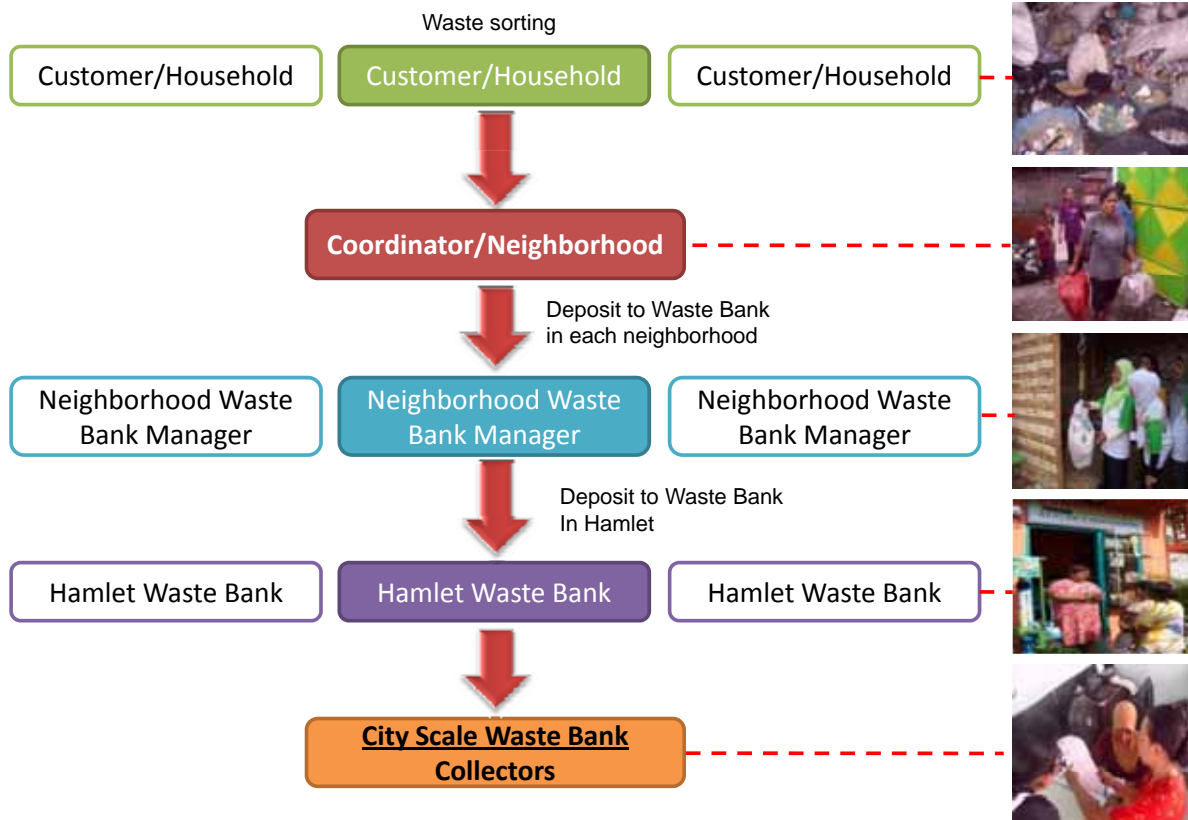 Waste sorting
Customer/Household
Customer/Household
Customer/Household
Coordinator/Neighborhood
Deposit to Waste Bank
in each neighborhood
Neighborhood Waste
Bank Manager
Neighborhood Waste
Bank Manager
Neighborhood Waste
Bank Manager
Deposit to Waste Bank
In Hamlet
Hamlet Waste Bank
Hamlet Waste Bank
Hamlet Waste Bank
City Scale Waste Bank
Collectors